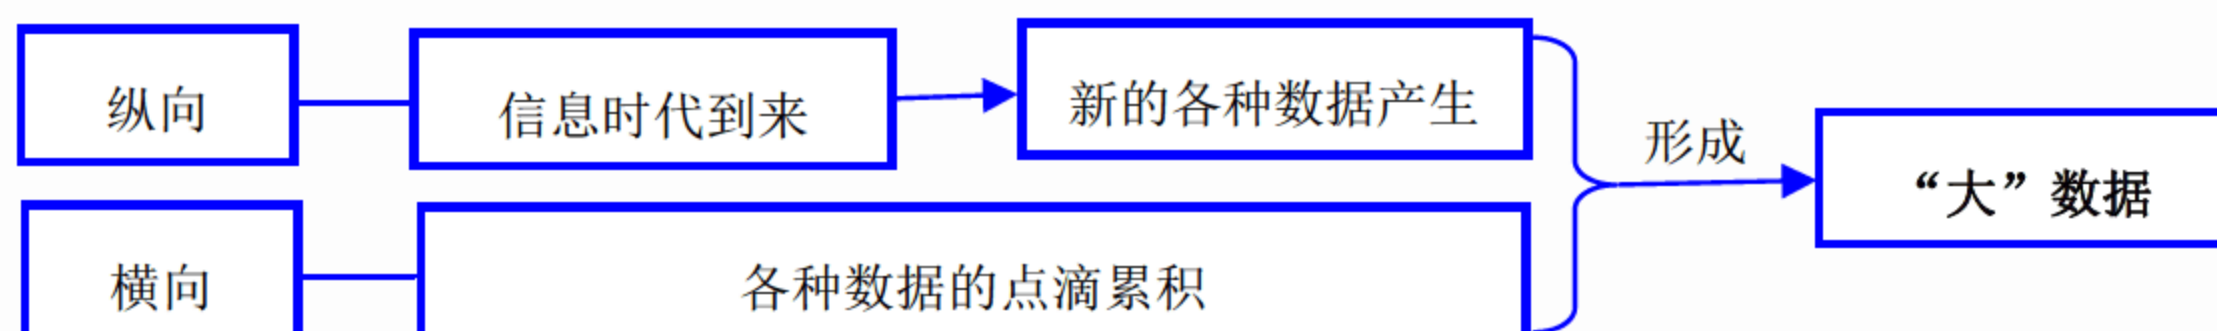 纵向
信息时代到来
新的各种数据产生
形成
“大”数据
横向
各种数据的点滴累积